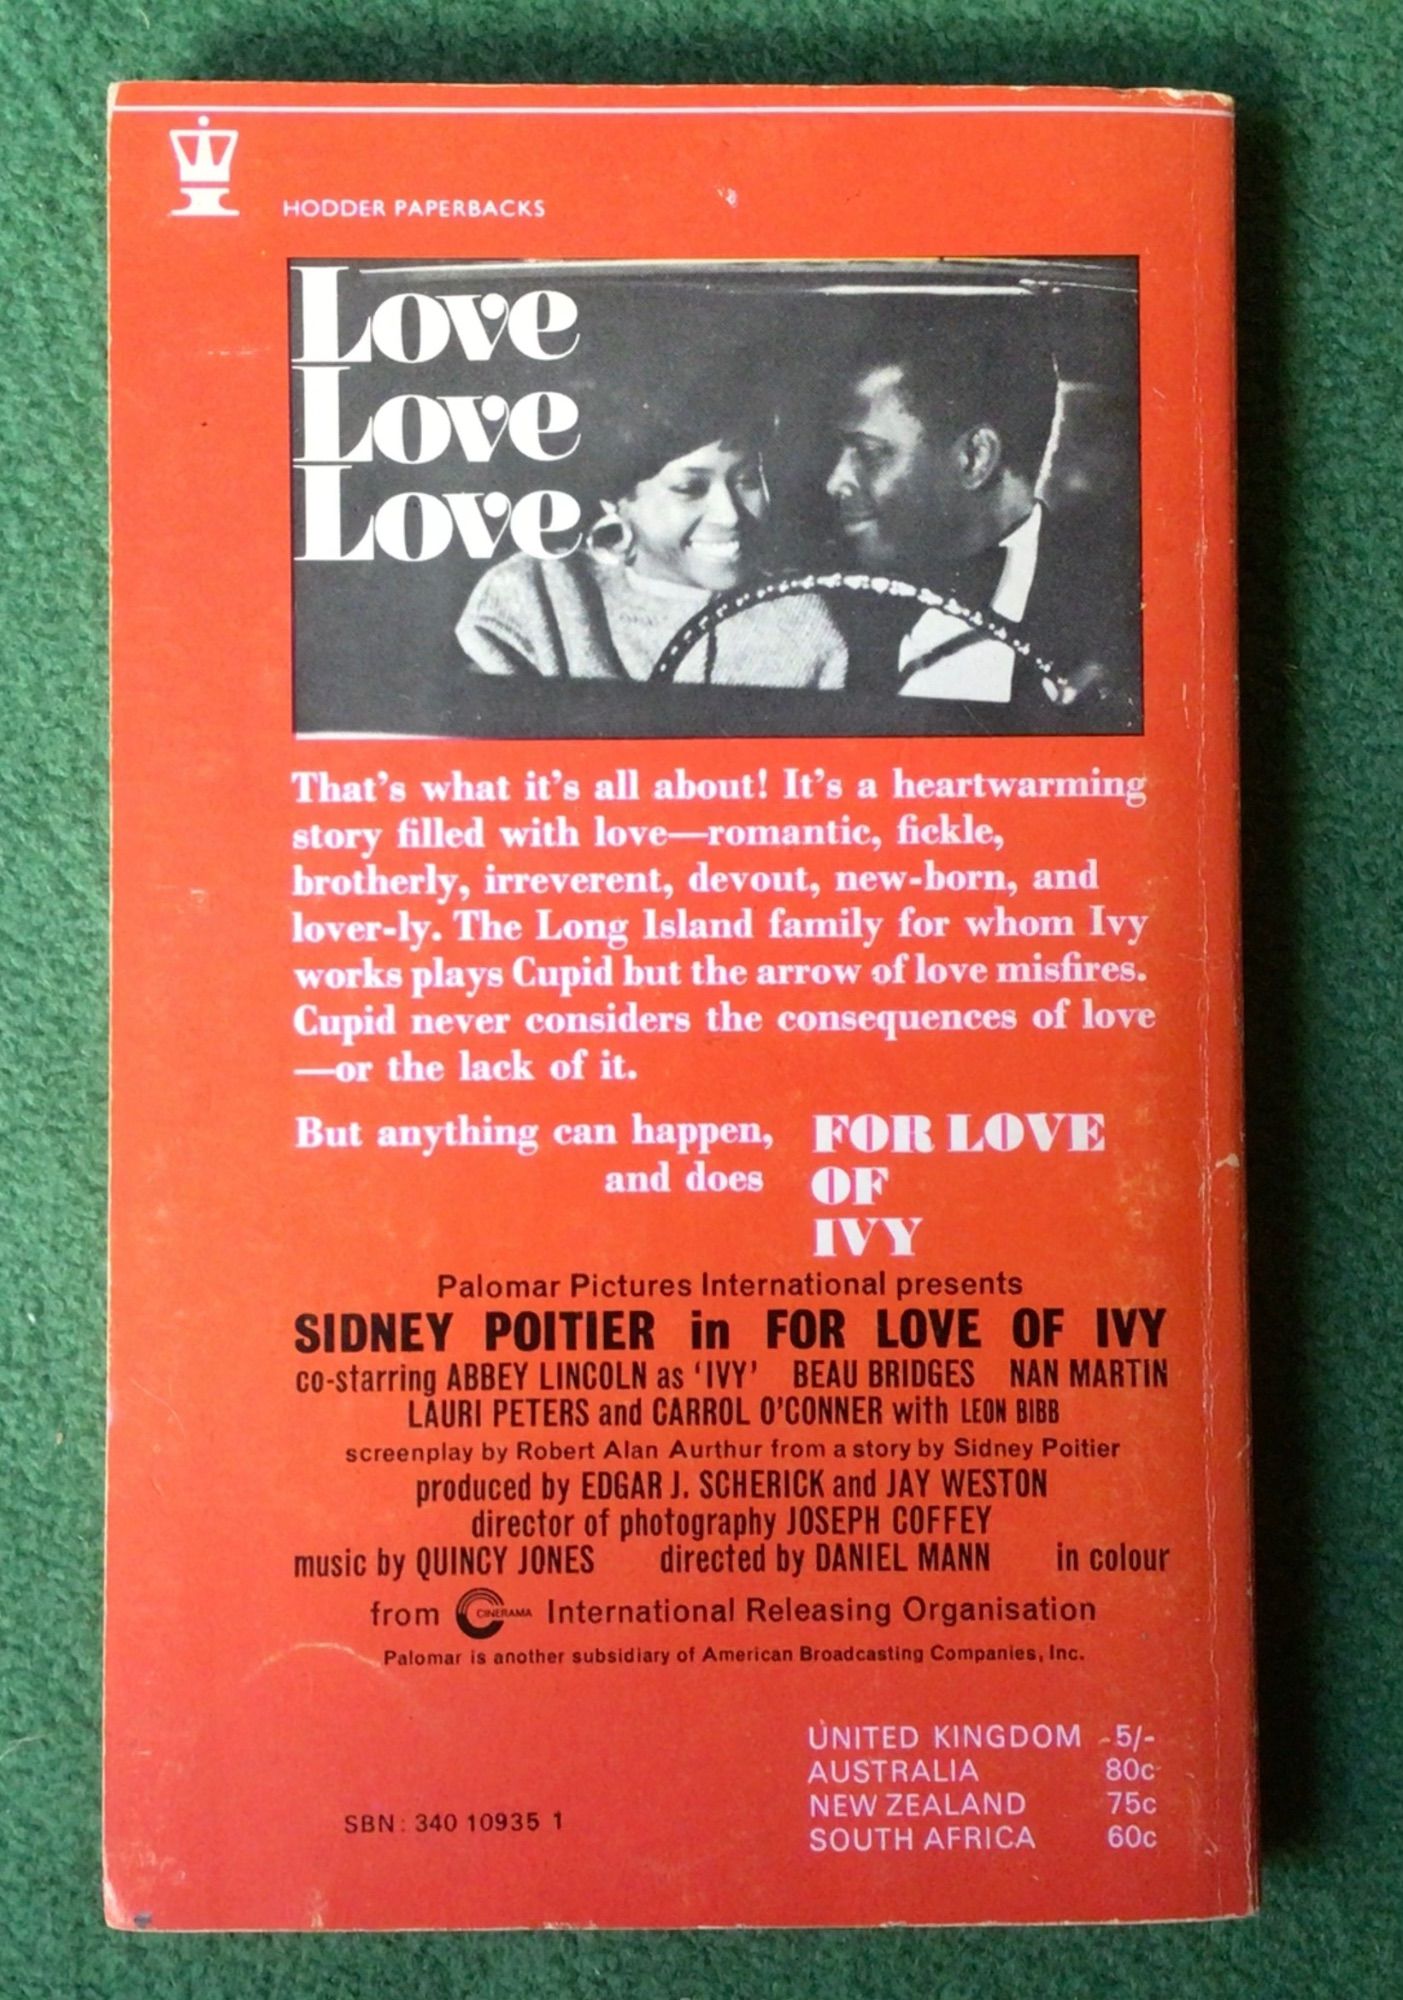 HODDER PAPERBACKS
Love
Love
Love
That's what it's all about! It's a heartwarming
story filled with love—romantic, fickle,
brotherly, irreverent, devout, new-born, and
lover-ly. The Long Island family for whom Ivy
works plays Cupid but the arrow of love misfires.
Cupid never considers the consequences of love
—or the lack of it.
But anything can happen,
and does
FOR LOVE
OF
IVY
Palomar Pictures International presents
SIDNEY POITIER in FOR LOVE OF IVY
co-starring ABBEY LINCOLN as 'IVY' BEAU BRIDGES NAN MARTIN
LAURI PETERS and CARROL O'CONNER with LEON BIBB
screenplay by Robert Alan Aurthur from a story by Sidney Poitier
produced by EDGAR J. SCHERICK and JAY WESTON
director of photography JOSEPH COFFEY
music by QUINCY JONES directed by DANIEL MANN in colour
from CINERAMA International Releasing Organisation
Palomar is another subsidiary of American Broadcasting Companies, Inc.
UNITED KINGDOM 5/-
AUSTRALIA 80c
NEW ZEALAND 75c
SOUTH AFRICA 60c
SBN: 340 10935 1